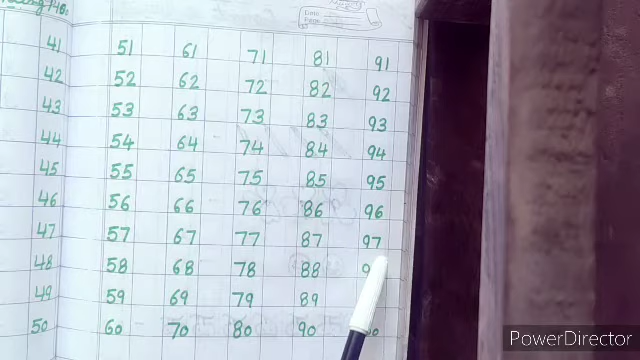 41 51 61 71 81 91
42 52 62 72 82 92
43 53 63 73 83 93
44 54 64 74 84 94
45 55 65 75 85 95
46 56 66 76 86 96
47 57 67 77 87 97
48 58 68 78 88
49 59 69 79 89
50 60 70 80 90
PowerDirector